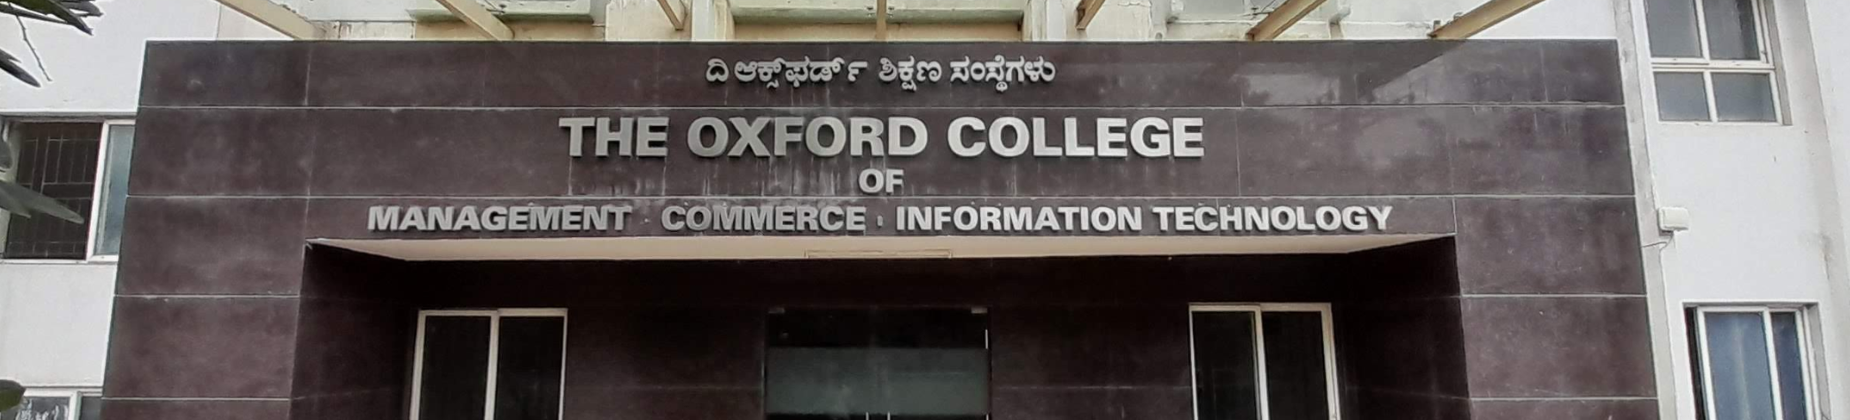 ದಿ ಆಕ್ಸ್‌ಫರ್ಡ್ ಶಿಕ್ಷಣ ಸಂಸ್ಥೆಗಳು
THE OXFORD COLLEGE
OF
MANAGEMENT COMMERCE INFORMATION TECHNOLOGY